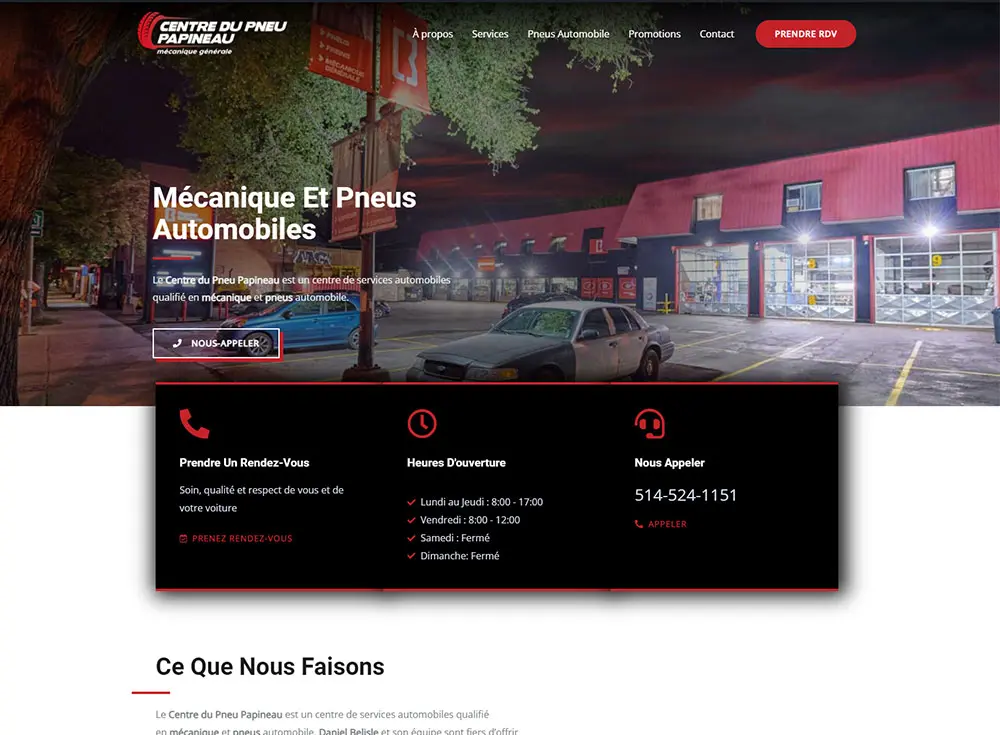 CENTRE DU PNEU
PAPINEAU
mécanique générale
À propos
Services
Pneus Automobile
Promotions
Contact
PRENDRE RDV
PNEUS
MÉCANIQUE
GÉNÉRALE
Mécanique Et Pneus
Automobiles
Le Centre du Pneu Papineau est un centre de services automobiles
qualifié en mécanique et pneus automobile.
NOUS-APPELER
9
Prendre Un Rendez-Vous
Soin, qualité et respect de vous et de
votre voiture
PRENEZ RENDEZ-VOUS
Heures D'ouverture
Lundi au Jeudi : 8:00 - 17:00
Vendredi : 8:00 - 12:00
Samedi : Fermé
Dimanche: Fermé
Nous Appeler
514-524-1151
APPELER
Ce Que Nous Faisons
Le Centre du Pneu Papineau est un centre de services automobiles qualifié
en mécanique et pneus automobile. Daniel Belisle et son équipe sont fiers d'offrir